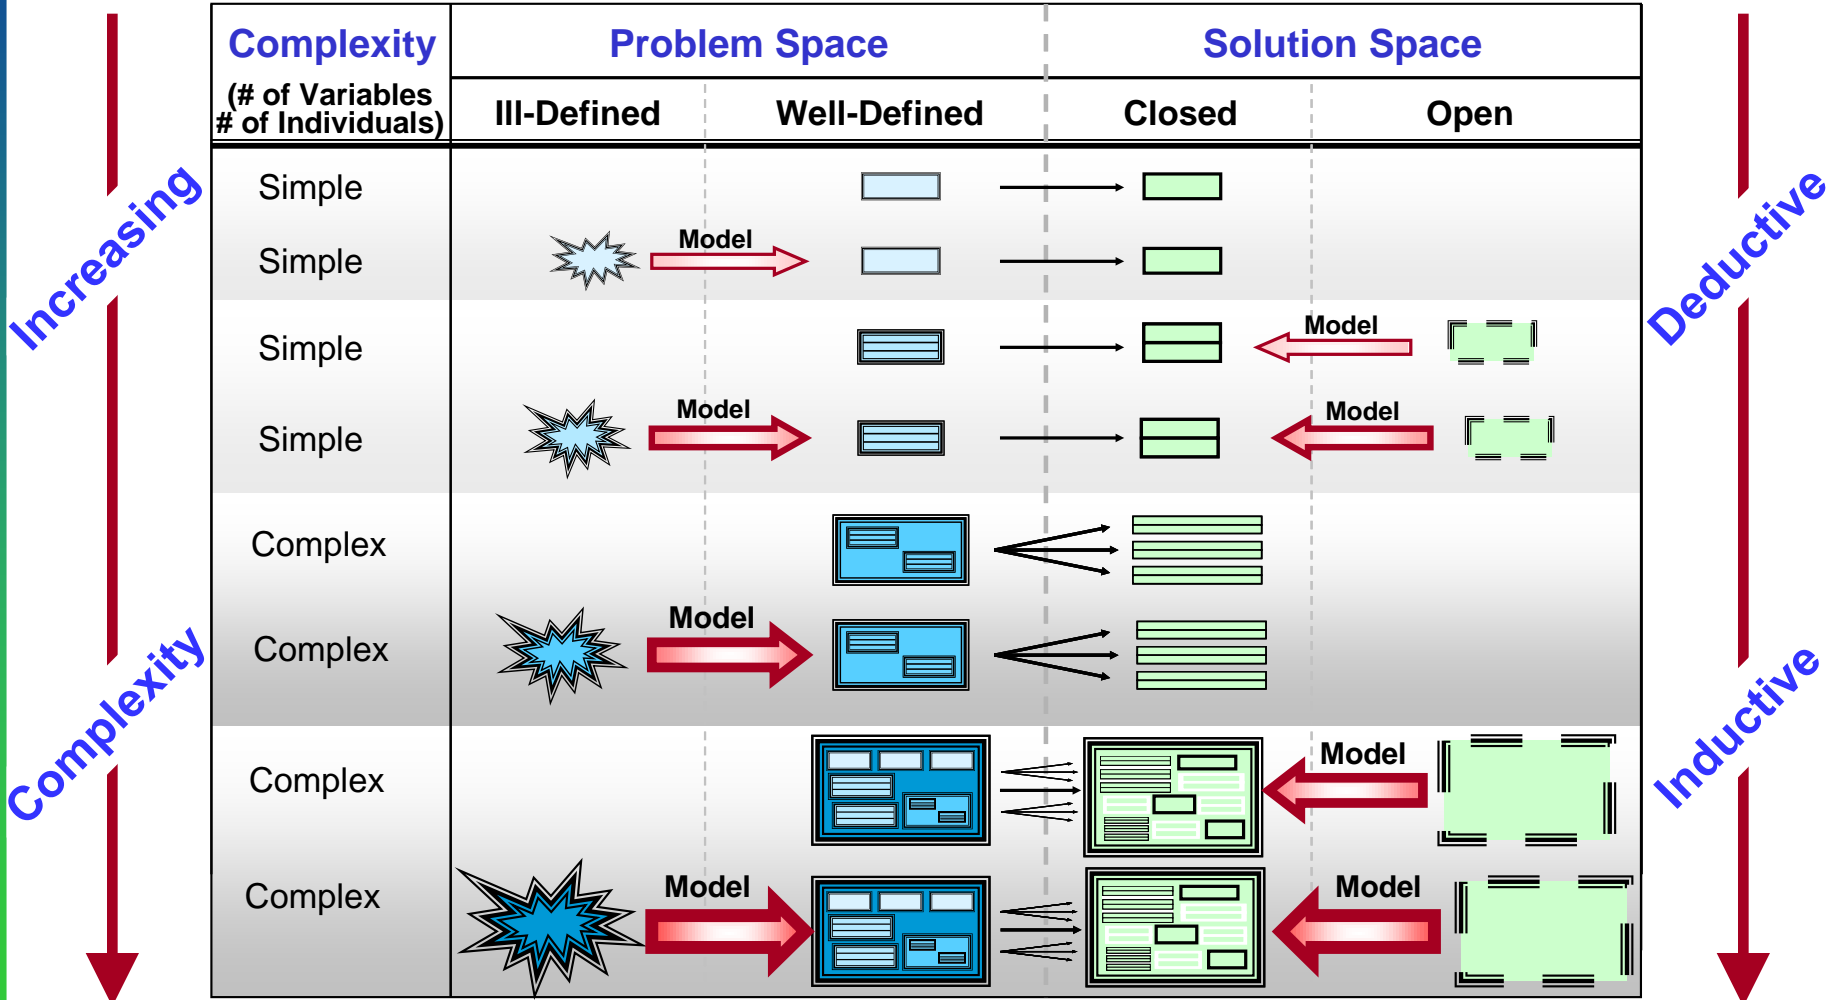 Complexity
Problem Space
Solution Space
(# of Variables
# of Individuals)
Ill-Defined
Well-Defined
Closed
Open
Increasing
Complexity
Deductive
Inductive
Simple
Simple
Model
Simple
Model
Simple
Model
Model
Complex
Complex
Model
Complex
Model
Complex
Model
Model